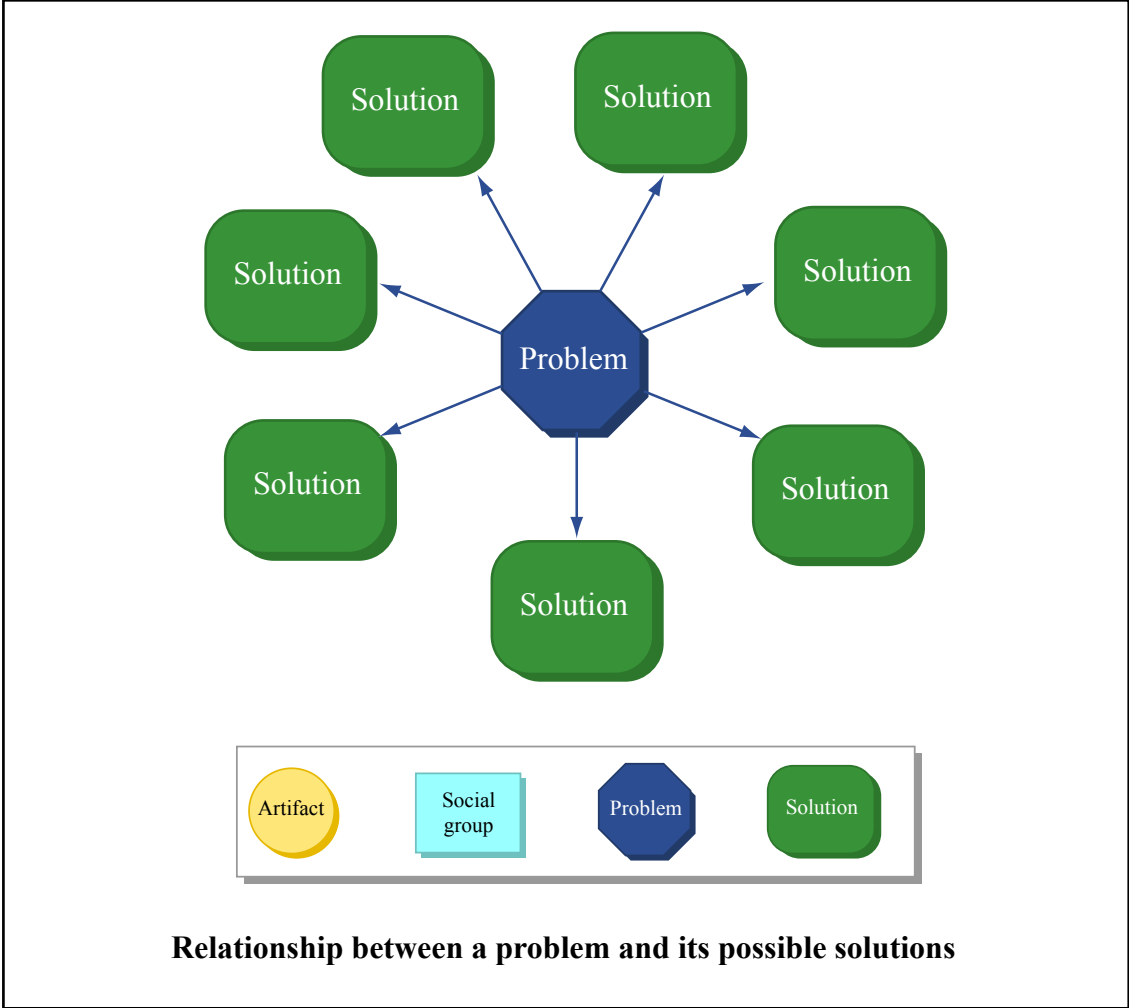 Solution
Solution
Solution
Solution
Problem
Solution
Solution
Solution
Artifact
Social
group
Problem
Solution
Relationship between a problem and its possible solutions